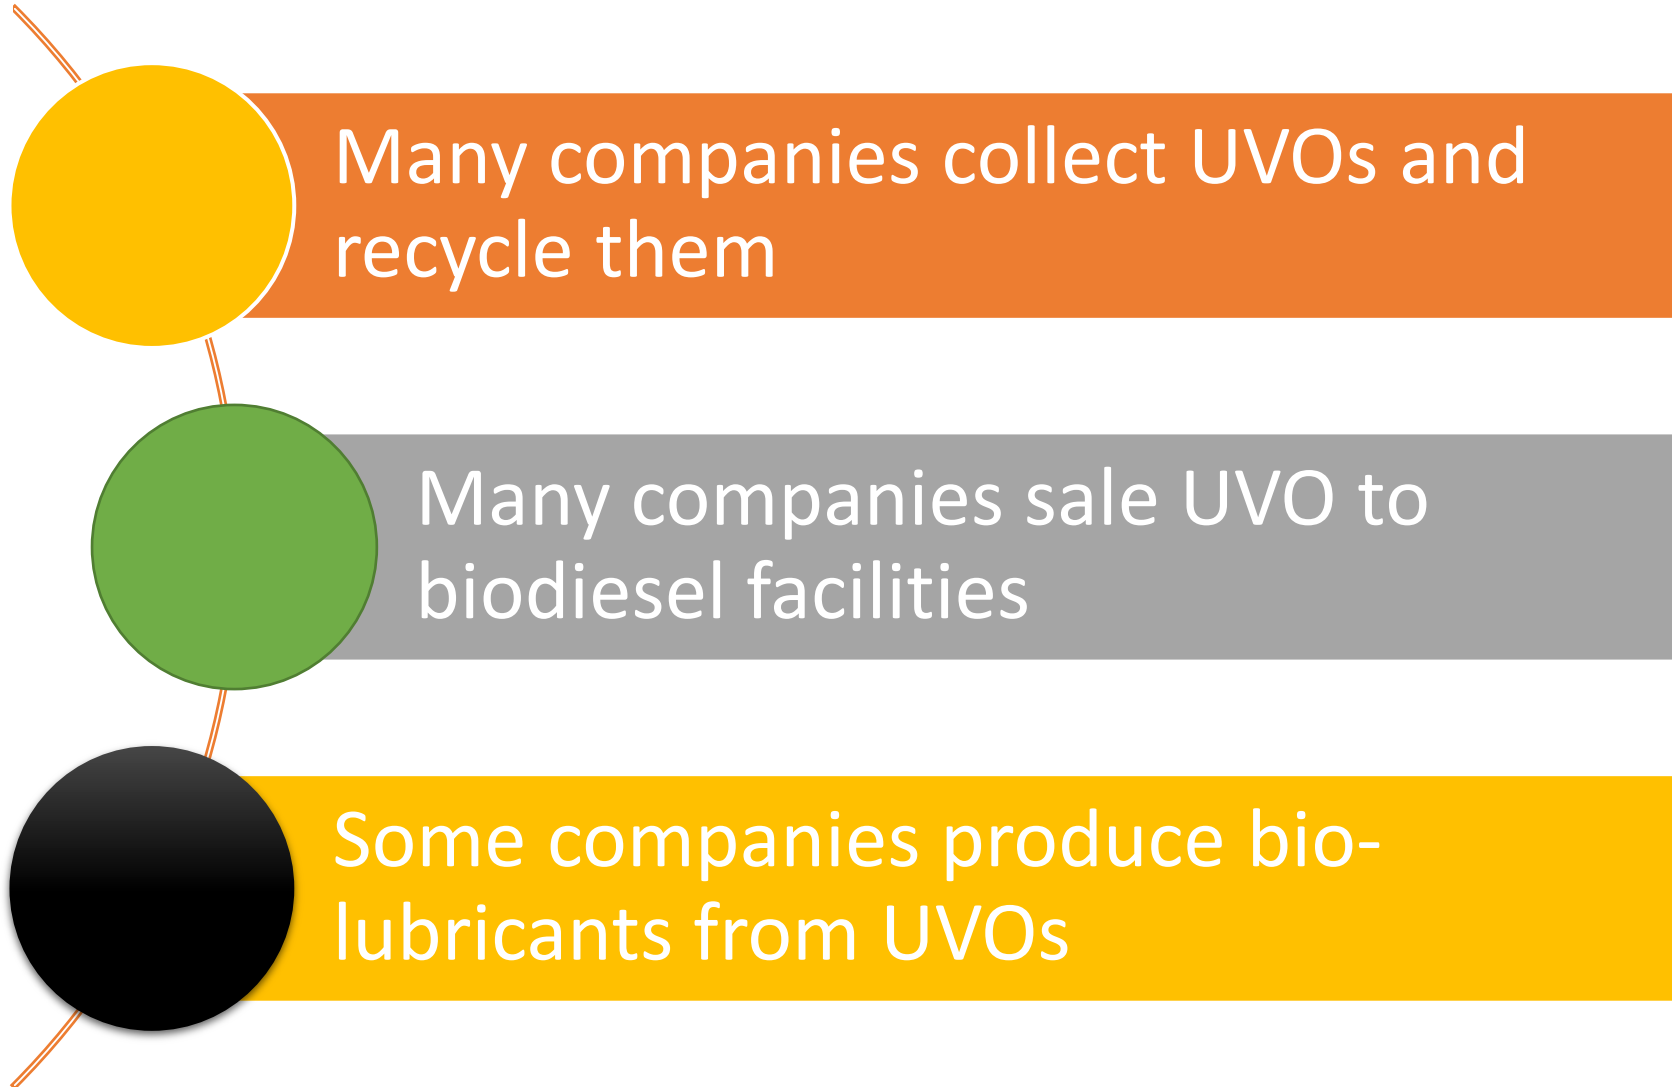 Many companies collect UVOs and
recycle them
Many companies sale UVO to
biodiesel facilities
Some companies produce bio-
lubricants from UVOs